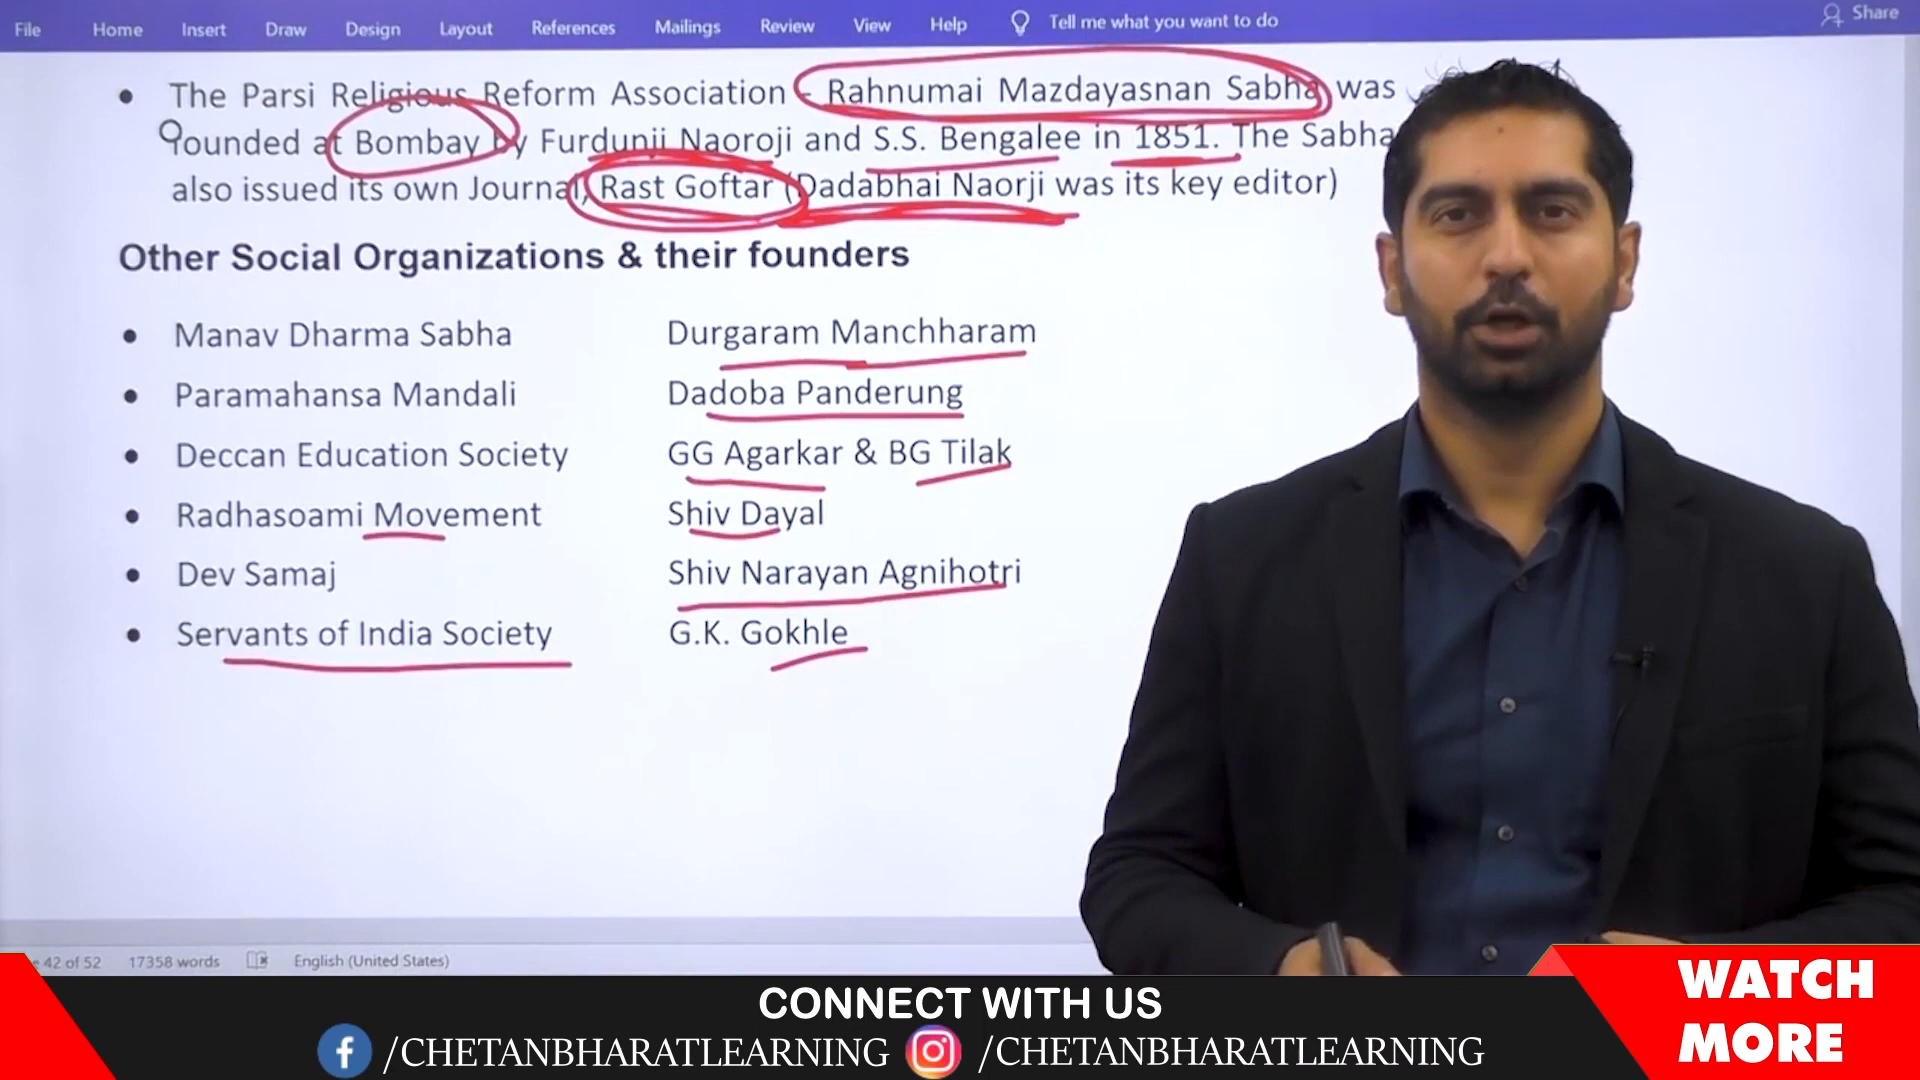 File Home Insert Draw Design Layout References Mailings Review View Help Tell me what you want to do Share
• The Parsi Religious Reform Association - Rahnumai Mazdayasnan Sabha was
founded at Bombay by Furdunji Naoroji and S.S. Bengalee in 1851. The Sabha
also issued its own Journal, Rast Goftar (Dadabhai Naorji was its key editor)
Other Social Organizations & their founders
• Manav Dharma Sabha Durgaram Manchharam
• Paramahansa Mandali Dadoba Panderung
• Deccan Education Society GG Agarkar & BG Tilak
• Radhasoami Movement Shiv Dayal
• Dev Samaj Shiv Narayan Agnihotri
• Servants of India Society G.K. Gokhle
42 of 52 17358 words English (United States)
CONNECT WITH US
/CHETANBHARATLEARNING /CHETANBHARATLEARNING
WATCH
MORE